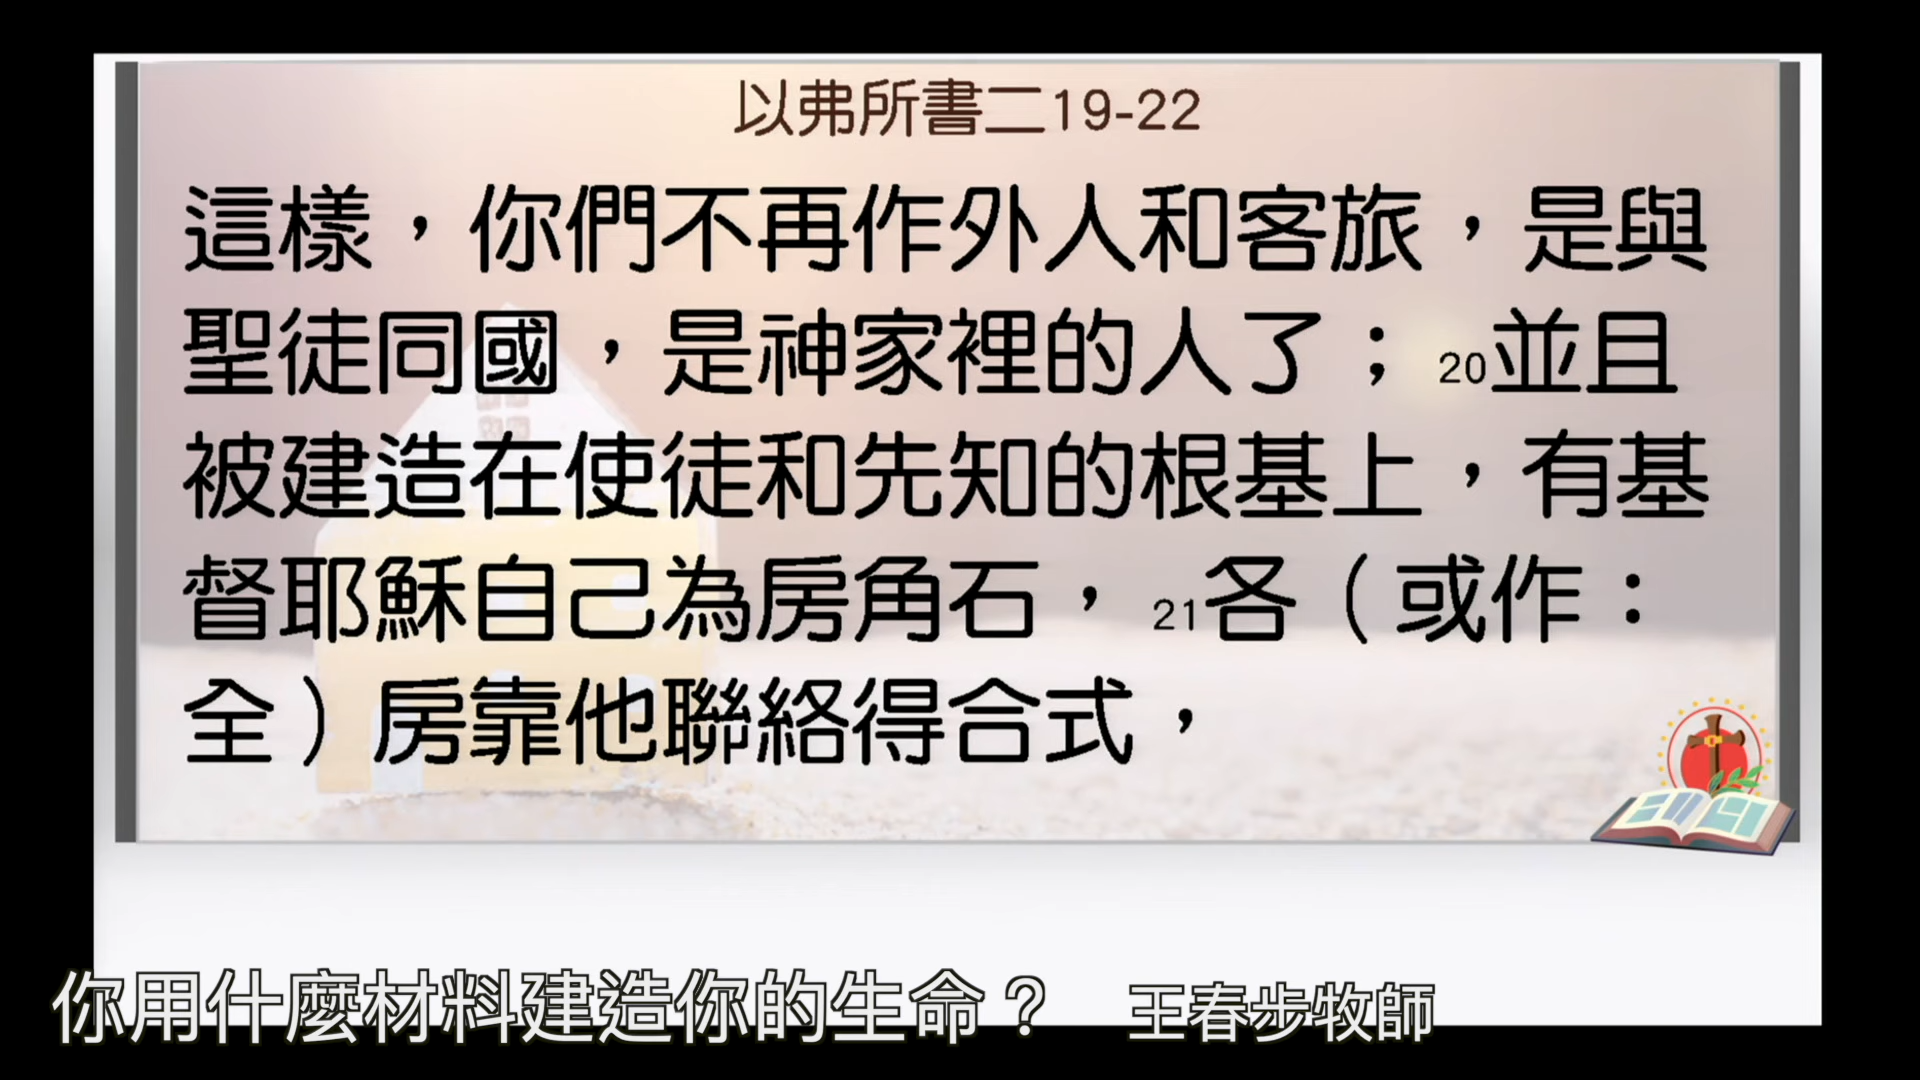 以弗所書二19-22
這樣，你們不再作外人和客旅，是與
聖徒同國，是神家裡的人了；20並且
被建造在使徒和先知的根基上，有基
督耶穌自己為房角石，21各（或作：
全）房靠他聯絡得合式，
你用什麼材料建造你的生命？ 王春步牧師